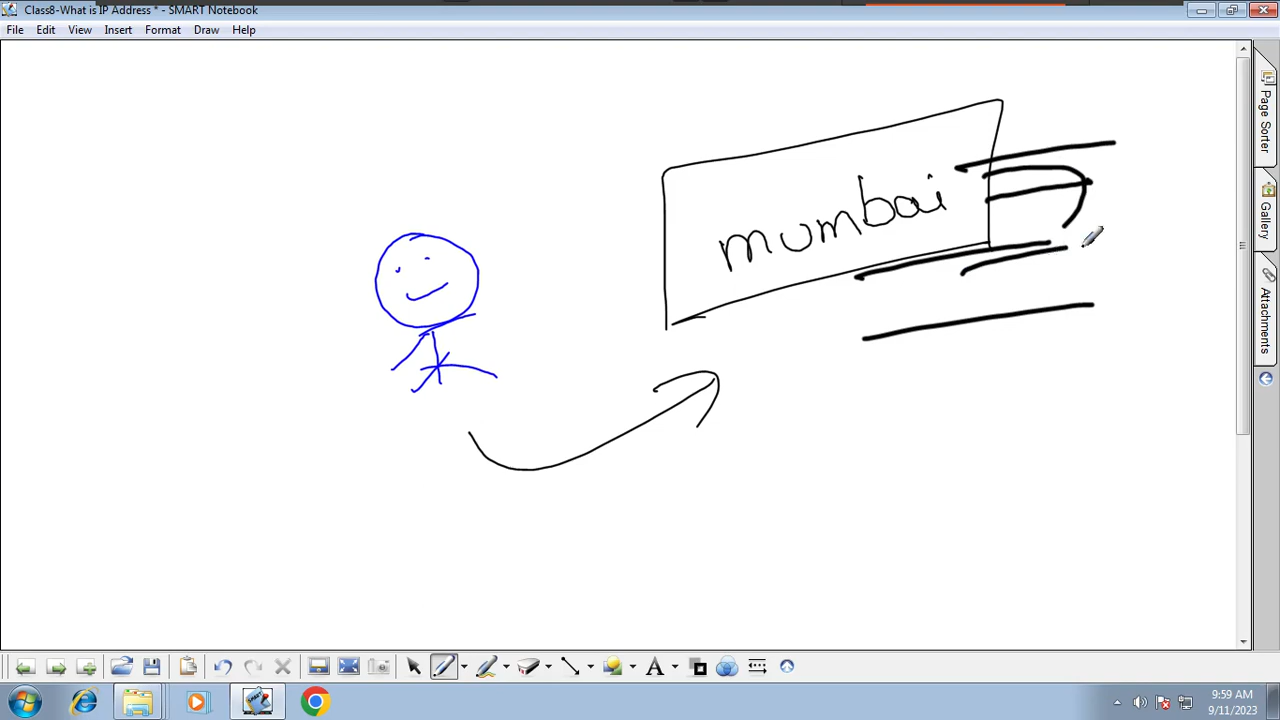 Class8-What is IP Address * - SMART Notebook
File Edit View Insert Format Draw Help
mumbai
Page Sorter
Gallery
Attachments
A
9:59 AM
9/11/2023